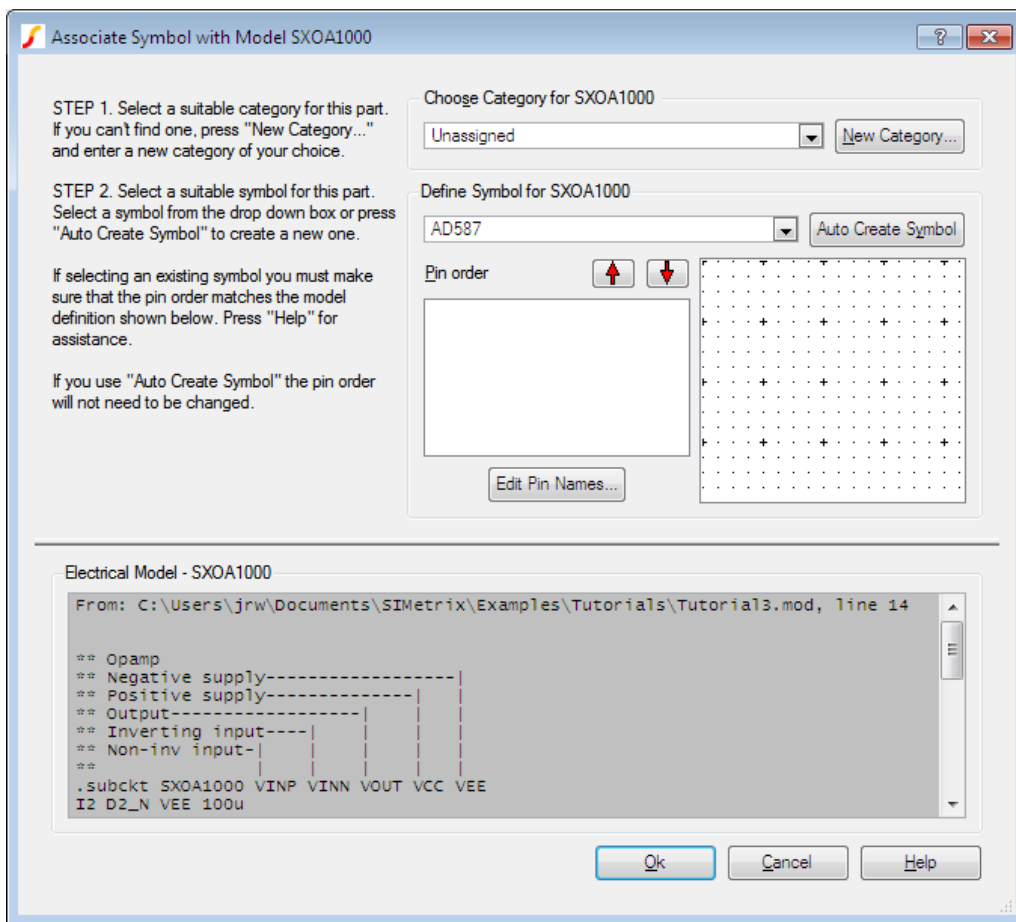 Associate Symbol with Model SXOA1000
STEP 1. Select a suitable category for this part.
If you can't find one, press "New Category..."
and enter a new category of your choice.
STEP 2. Select a suitable symbol for this part.
Select a symbol from the drop down box or press
"Auto Create Symbol" to create a new one.
If selecting an existing symbol you must make
sure that the pin order matches the model
definition shown below. Press "Help" for
assistance.
If you use "Auto Create Symbol" the pin order
will not need to be changed.
Choose Category for SXOA1000
Unassigned
New Category...
Define Symbol for SXOA1000
AD587
Auto Create Symbol
Pin order
Edit Pin Names...
Electrical Model - SXOA1000
From: C:\Users\jrw\Documents\SIMetrix\Examples\Tutorials\Tutorial3.mod, line 14
** Opamp
** Negative supply------------------|
** Positive supply--------------|   |
** Output------------------|    |   |
** Inverting input----|    |    |   |
** Non-inv input-|    |    |    |   |
**               |    |    |    |   |
.subckt SXOA1000 VINP VINN VOUT VCC VEE
I2 D2_N VEE 100u
Ok
Cancel
Help